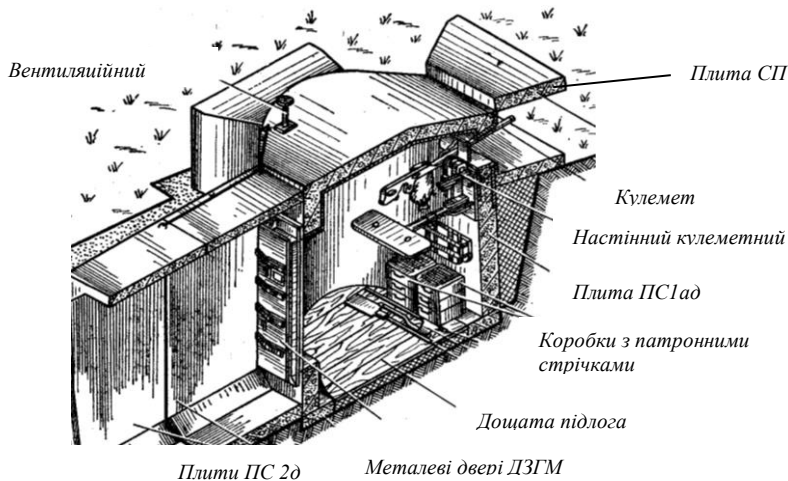 Вентиляційний
Плита СП
Кулемет
Настінний кулеметний
Плита ПС1ад
Коробки з патронними
стрічками
Дощата підлога
Плити ПС 2д
Металеві двері ДЗГМ